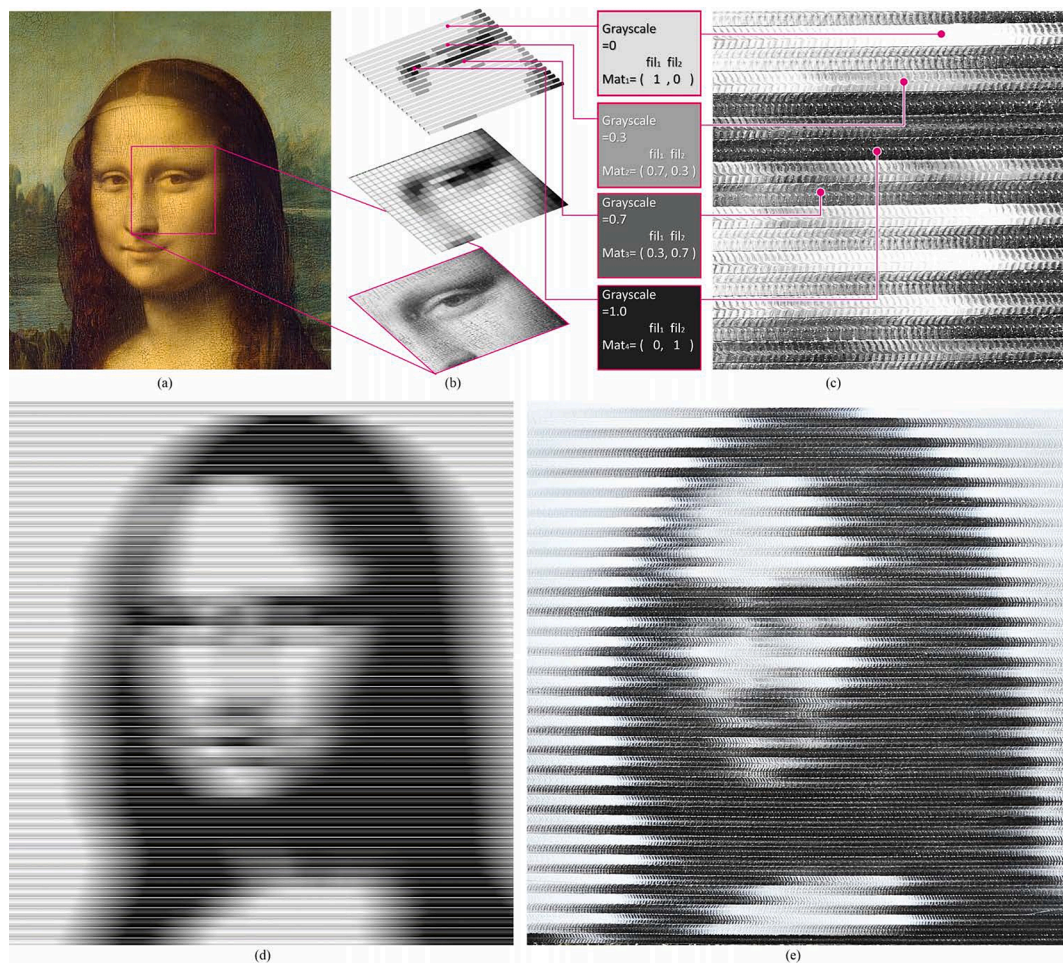 Grayscale
=0
fil₁ fil₂
Mat₁= ( 1 , 0 )
Grayscale
=0.3
fil₁ fil₂
Mat₂= ( 0.7, 0.3 )
Grayscale
=0.7
fil₁ fil₂
Mat₃= ( 0.3, 0.7 )
Grayscale
=1.0
fil₁ fil₂
Mat₄= ( 0, 1 )
(a)
(b)
(c)
(d)
(e)